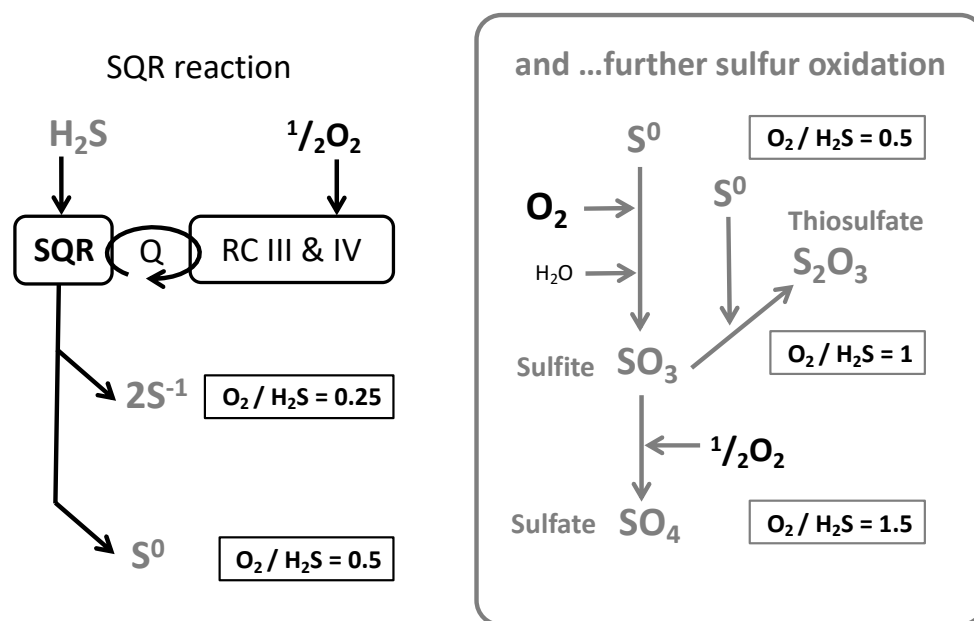 SQR reaction
H₂S
¹/₂O₂
SQR
Q
RC III & IV
2S⁻¹
O₂ / H₂S = 0.25
S⁰
O₂ / H₂S = 0.5
and ...further sulfur oxidation
S⁰
O₂ / H₂S = 0.5
O₂
S⁰
Thiosulfate
H₂O
S₂O₃
Sulfite SO₃
O₂ / H₂S = 1
¹/₂O₂
Sulfate SO₄
O₂ / H₂S = 1.5